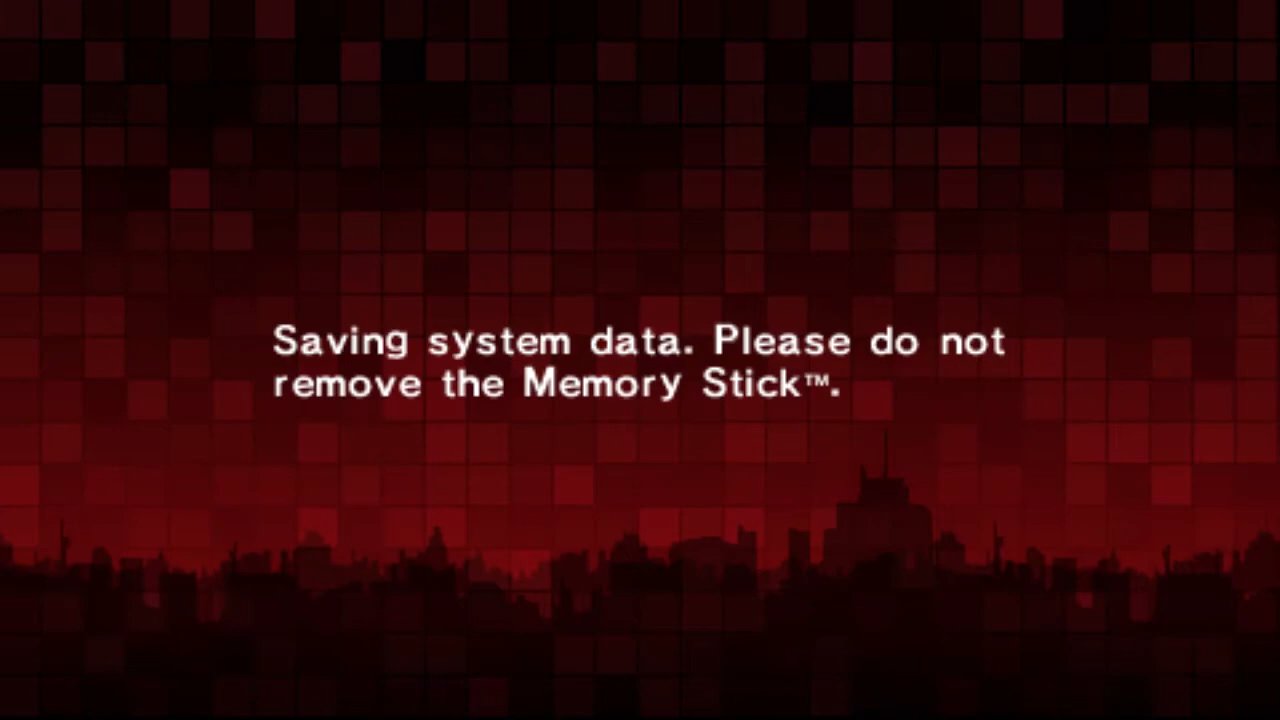 Saving system data. Please do not
remove the Memory Stick™.